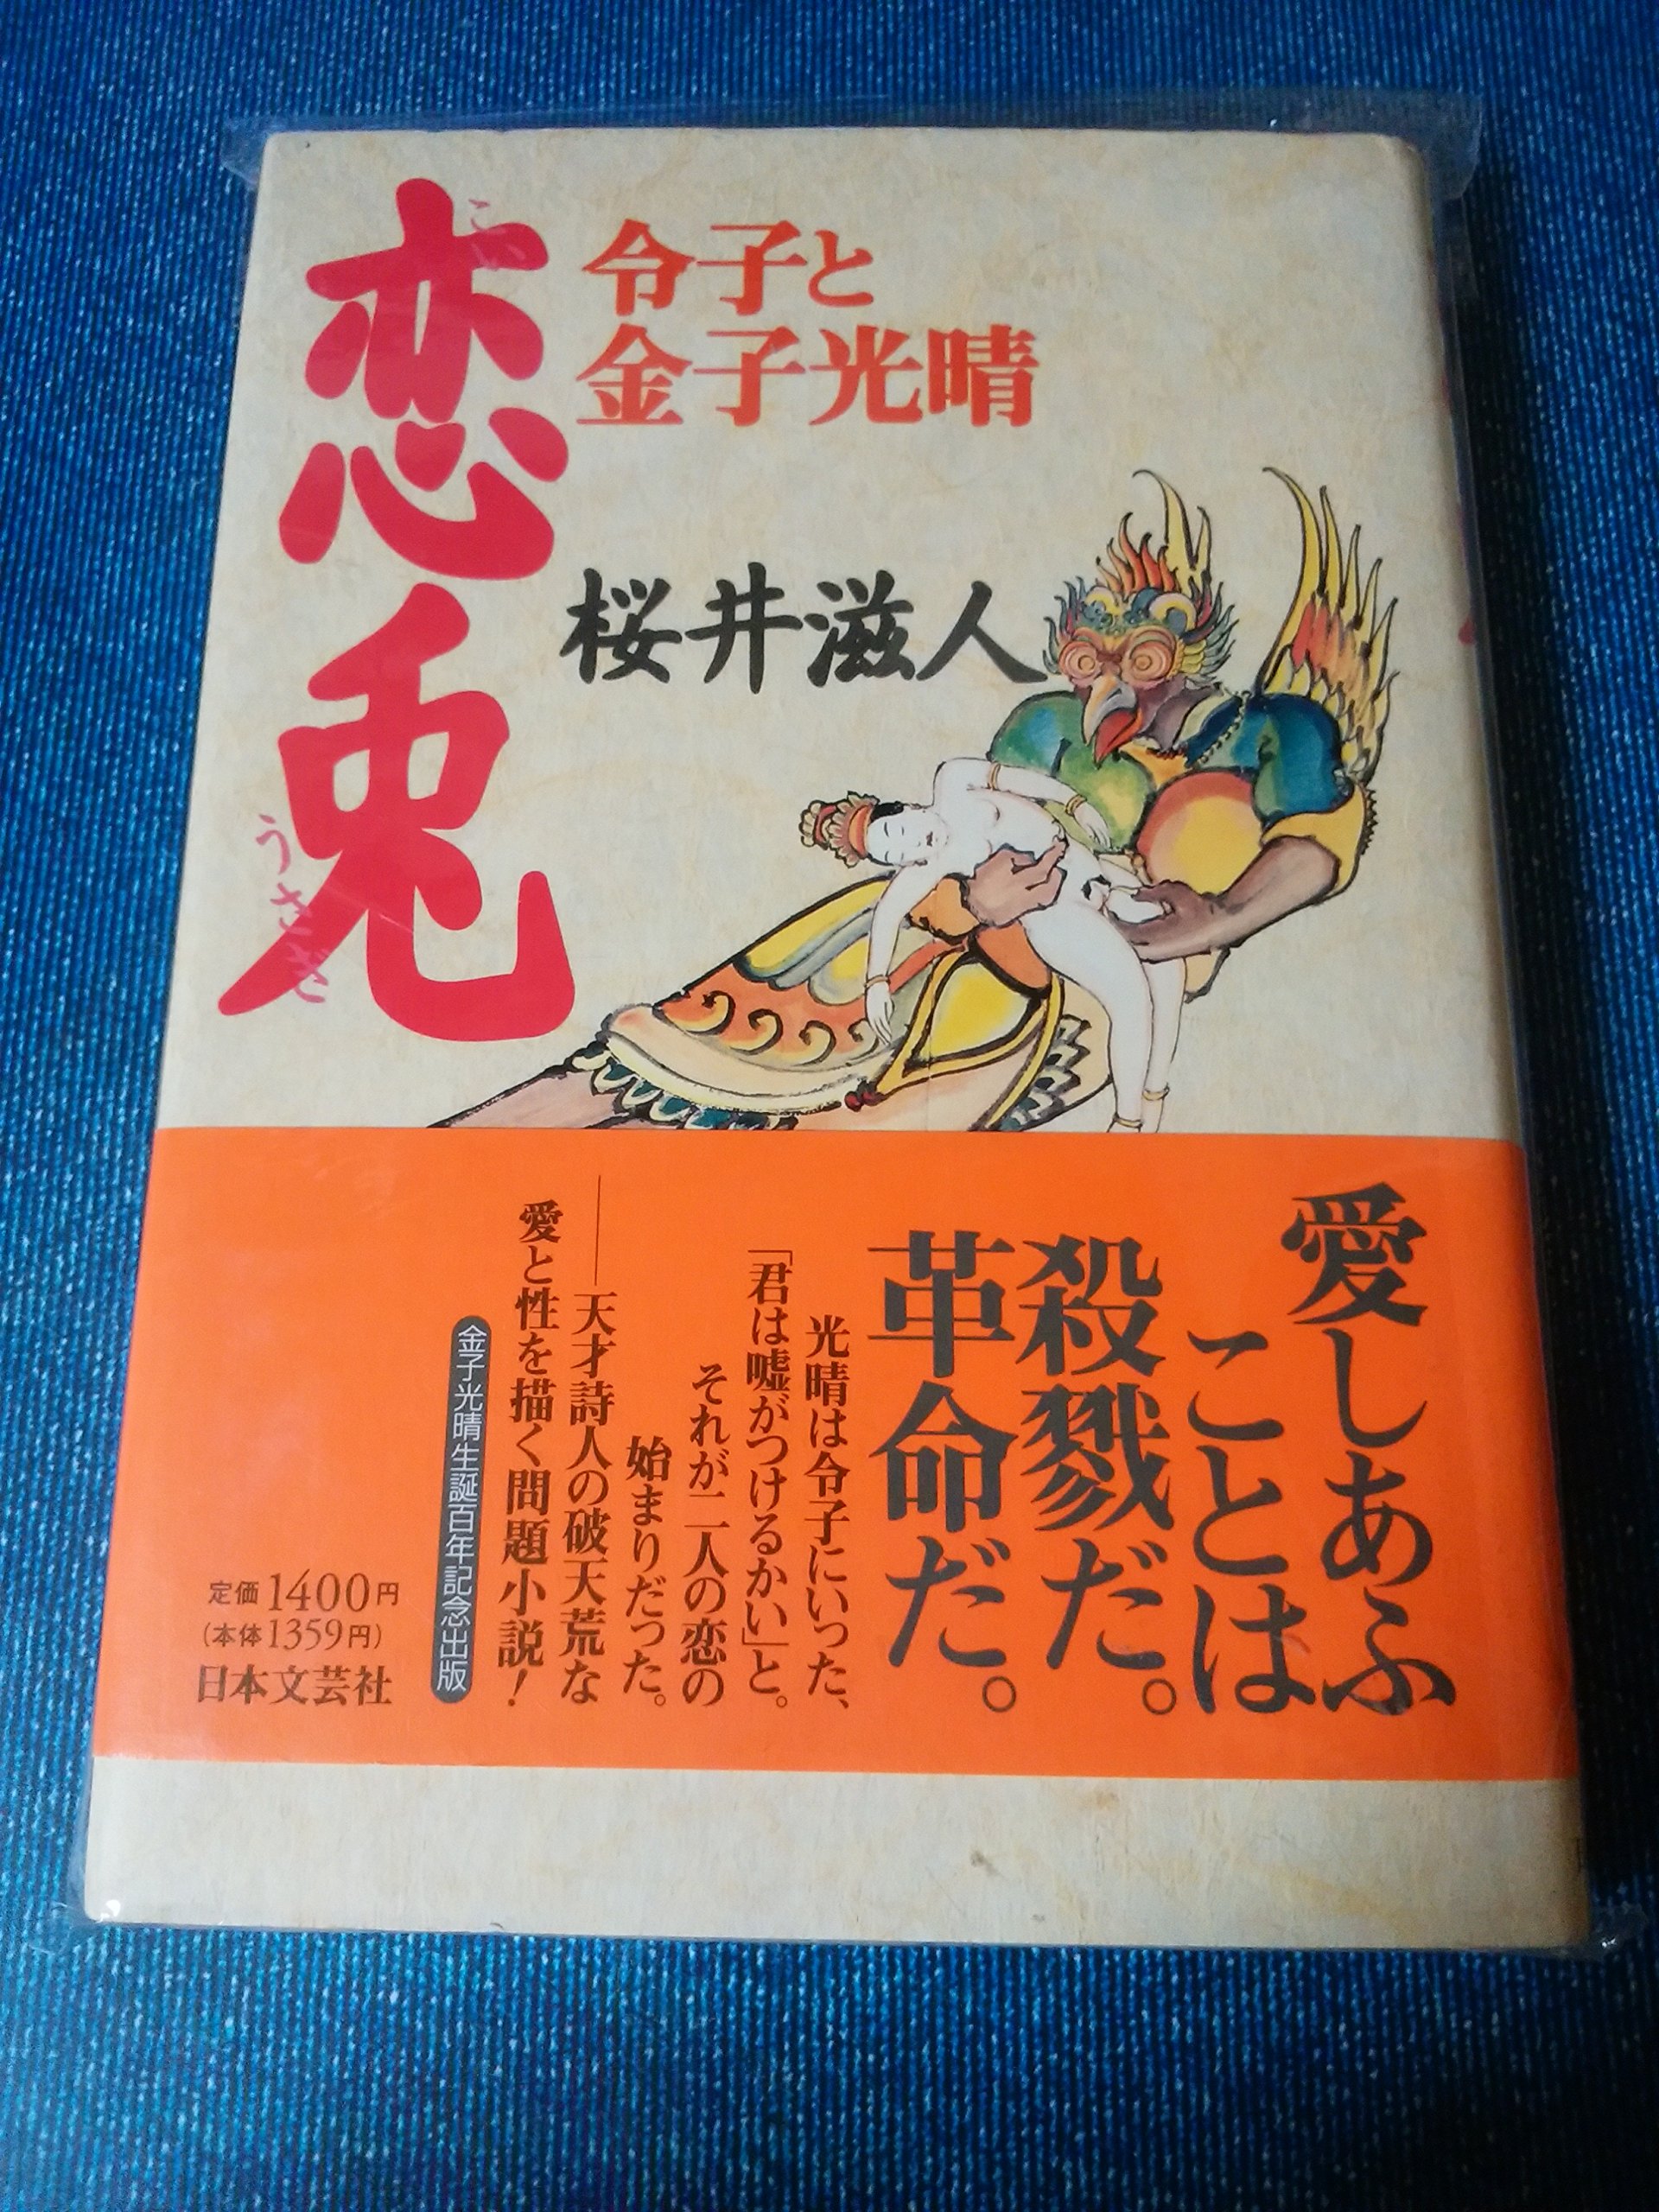 恋兎
こい
うさぎ
令子と
金子光晴
桜井滋人
愛しあふ
ことは
殺戮だ。
革命だ。
光晴は令子にいった、
「君は嘘がつけるかい」と。
それが二人の恋の
始まりだった。
――天才詩人の破天荒な
愛と性を描く問題小説!
金子光晴生誕百年記念出版
定価1400円
(本体1359円)
日本文芸社